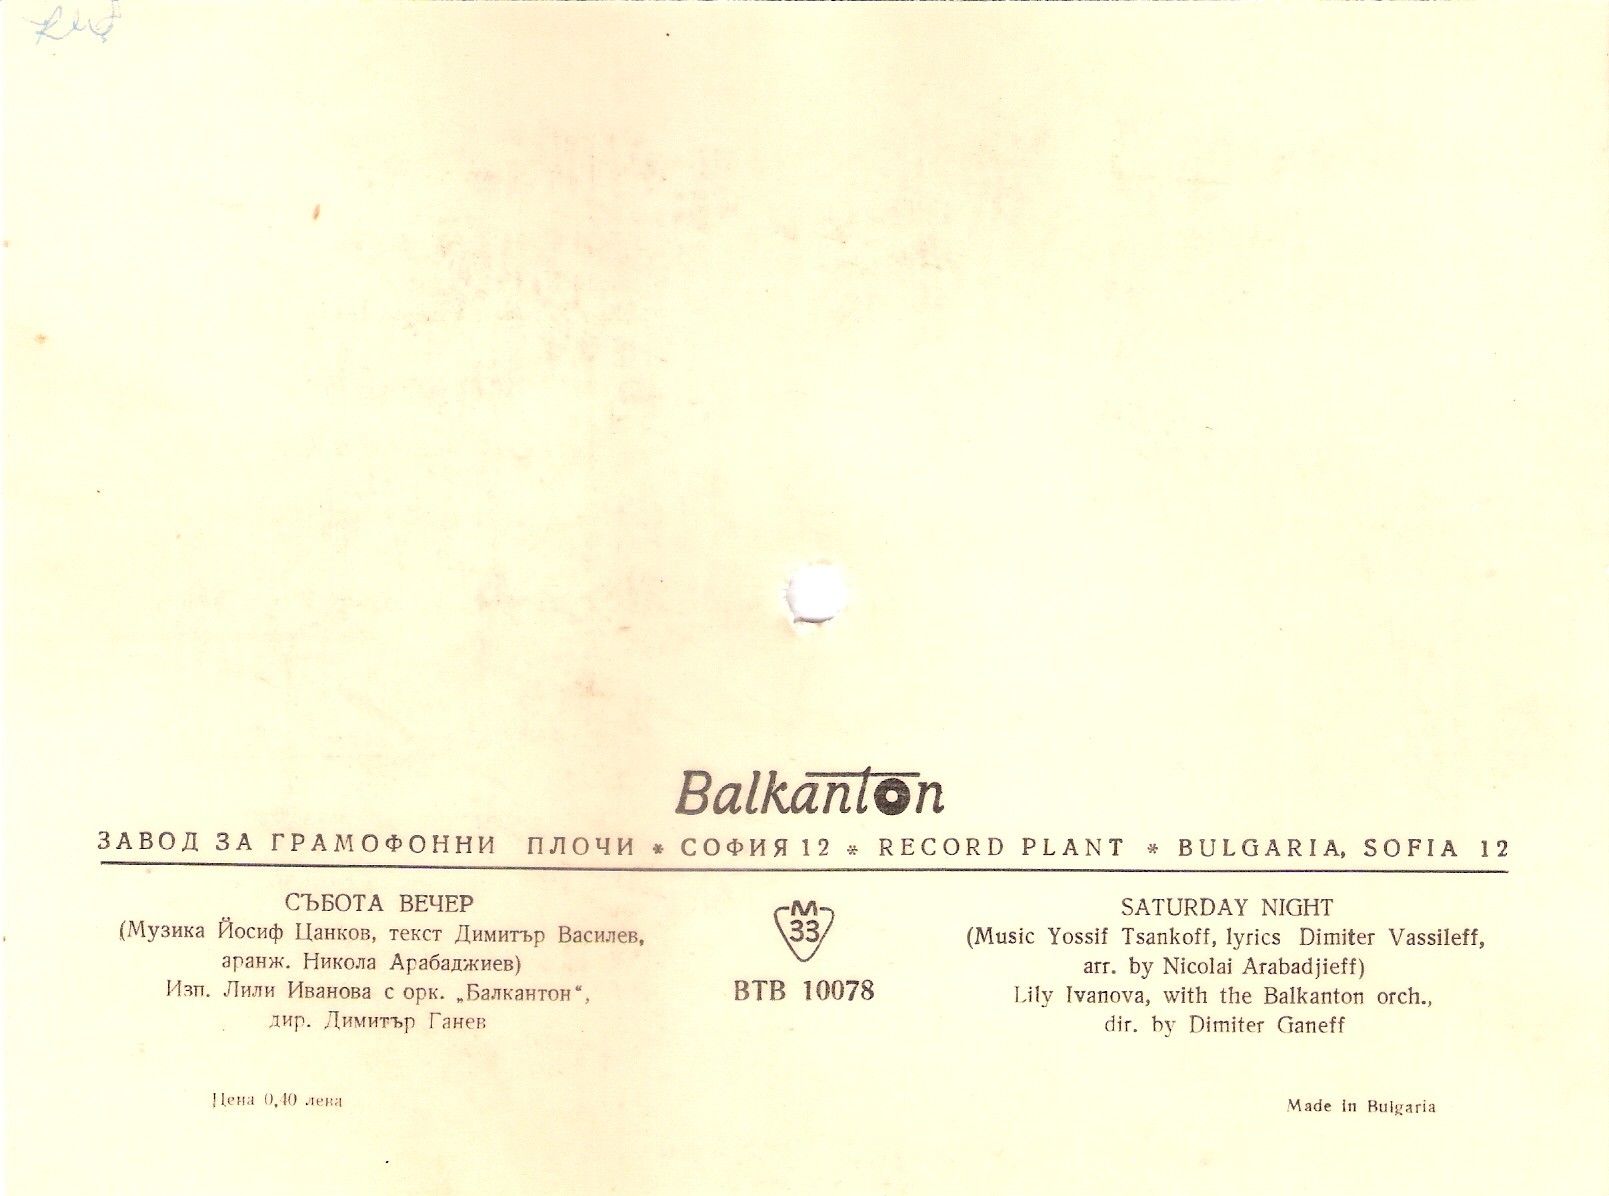 Balkanton
ЗАВОД ЗА ГРАМОФОННИ ПЛОЧИ * СОФИЯ 12 * RECORD PLANT * BULGARIA, SOFIA 12
СЪБОТА ВЕЧЕР
(Музика Йосиф Цанков, текст Димитър Василев,
аранж. Никола Арабаджиев)
Изп. Лили Иванова с орк. „Балкантон“,
дир. Димитър Ганев
М
33
ВТВ 10078
SATURDAY NIGHT
(Music Yossif Tsankoff, lyrics Dimiter Vassileff,
arr. by Nicolai Arabadjieff)
Lily Ivanova, with the Balkanton orch.,
dir. by Dimiter Ganeff
Цена 0,40 лева
Made in Bulgaria